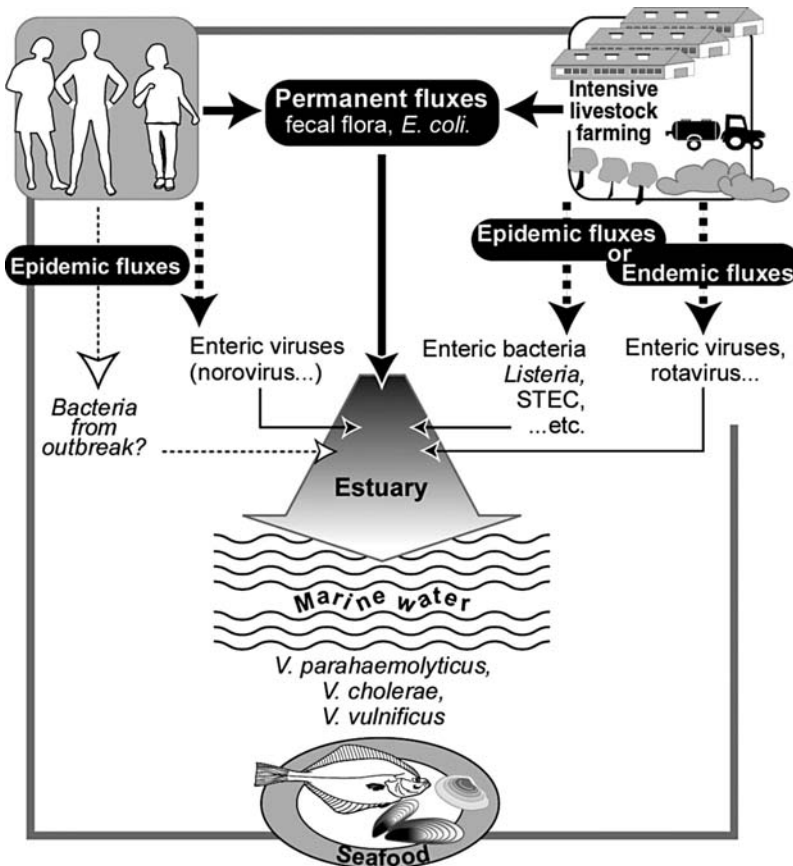 Permanent fluxes
fecal flora, E. coli.
Intensive
livestock
farming
Epidemic fluxes
Epidemic fluxes
or
Endemic fluxes
Enteric viruses
(norovirus...)
Enteric bacteria
Listeria,
STEC,
...etc.
Enteric viruses,
rotavirus...
Bacteria
from
outbreak?
Estuary
Marine water
V. parahaemolyticus,
V. cholerae,
V. vulnificus
Seafood